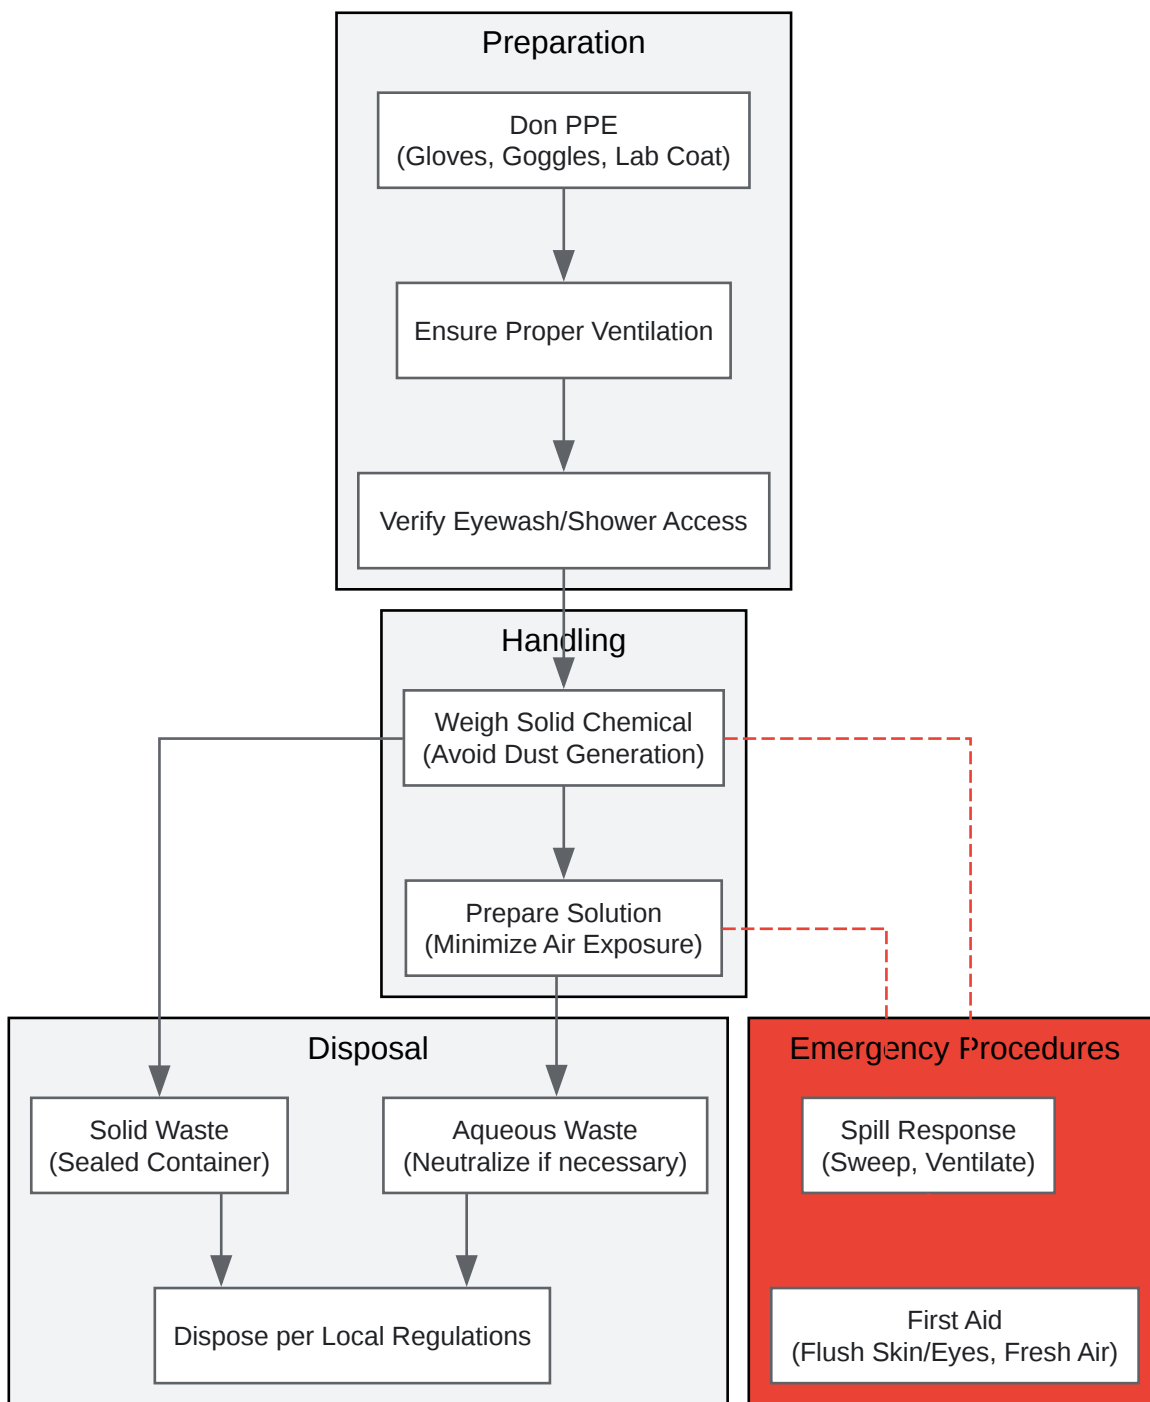 Preparation
Don PPE
(Gloves, Goggles, Lab Coat)
Ensure Proper Ventilation
Verify Eyewash/Shower Access
Handling
Weigh Solid Chemical
(Avoid Dust Generation)
Prepare Solution
(Minimize Air Exposure)
Disposal
Solid Waste
(Sealed Container)
Aqueous Waste
(Neutralize if necessary)
Dispose per Local Regulations
Emergency Procedures
Spill Response
(Sweep, Ventilate)
First Aid
(Flush Skin/Eyes, Fresh Air)